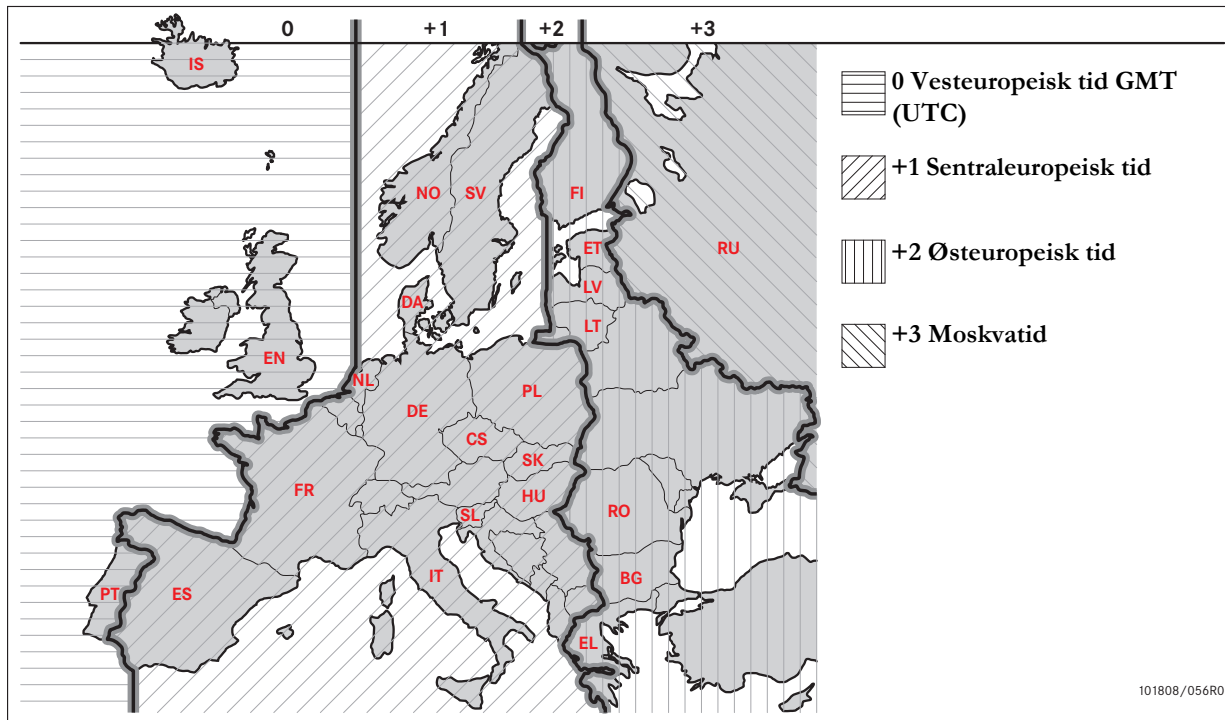 0 +1 +2 +3
IS
NO SV FI
ET RU
LV
DA
LT
EN
NL PL
DE
CS
SK
FR HU
SL RO
IT BG
PT ES
EL
0 Vesteuropeisk tid GMT
(UTC)
+1 Sentraleuropeisk tid
+2 Østeuropeisk tid
+3 Moskvatid
101808/056R0